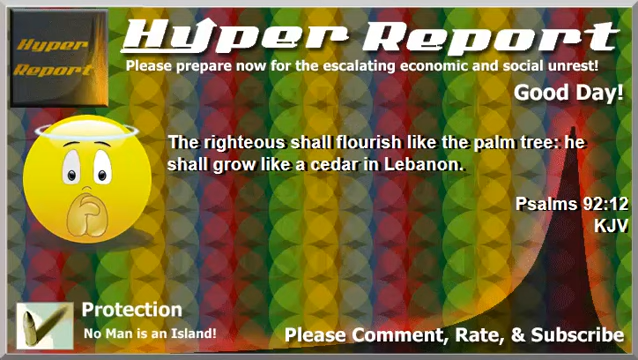 Hyper
Report
Hyper Report
Please prepare now for the escalating economic and social unrest!
Good Day!
The righteous shall flourish like the palm tree: he
shall grow like a cedar in Lebanon.
Psalms 92:12
KJV
Protection
No Man is an Island!
Please Comment, Rate, & Subscribe